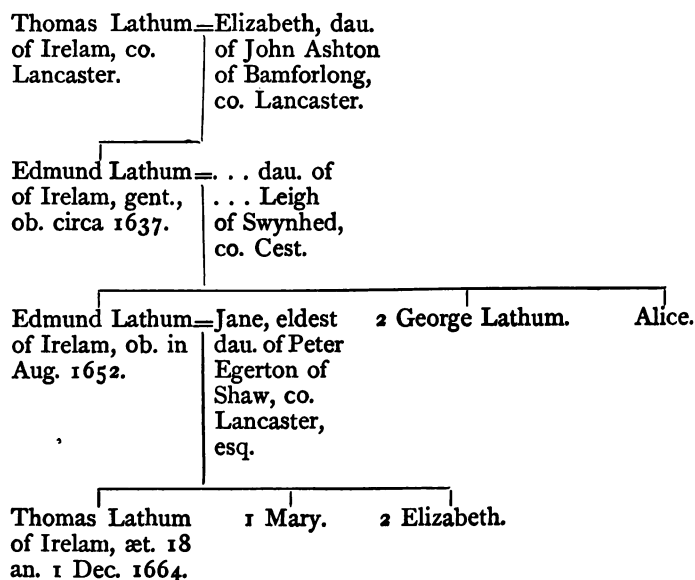 Thomas Lathum=Elizabeth, dau.
of Irelam, co. of John Ashton
Lancaster. of Bamforlong,
co. Lancaster.
Edmund Lathum=. . . dau. of
of Irelam, gent., . . . Leigh
ob. circa 1637. of Swynhed,
co. Cest.
Edmund Lathum=Jane, eldest 2 George Lathum. Alice.
of Irelam, ob. in dau. of Peter
Aug. 1652. Egerton of
Shaw, co.
Lancaster,
esq.
Thomas Lathum 1 Mary. 2 Elizabeth.
of Irelam, æt. 18
an. 1 Dec. 1664.